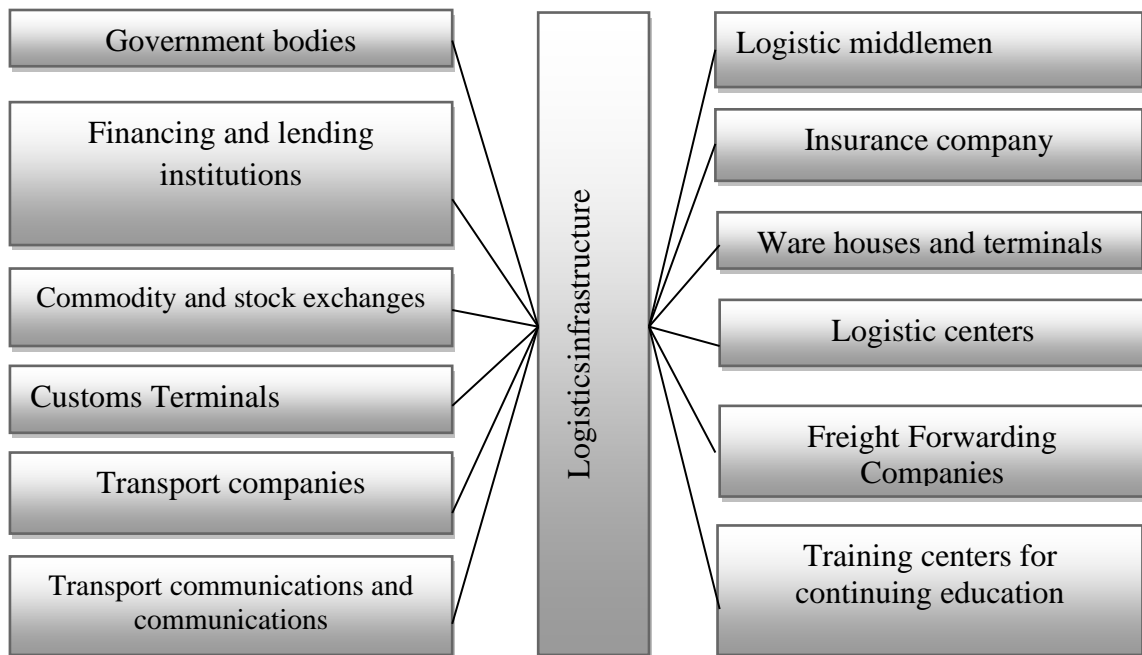 Government bodies
Financing and lending
institutions
Commodity and stock exchanges
Customs Terminals
Transport companies
Transport communications and
communications
Logisticsinfrastructure
Logistic middlemen
Insurance company
Ware houses and terminals
Logistic centers
Freight Forwarding
Companies
Training centers for
continuing education